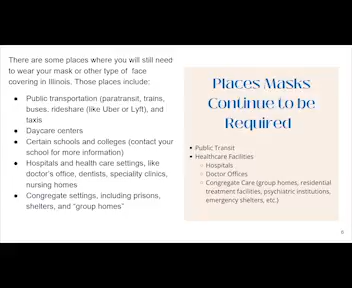 There are some places where you will still need
to wear your mask or other type of face
covering in Illinois. Those places include:
● Public transportation (paratransit, trains,
buses. rideshare (like Uber or Lyft), and
taxis
● Daycare centers
● Certain schools and colleges (contact your
school for more information)
● Hospitals and health care settings, like
doctor's office, dentists, speciality clinics,
nursing homes
● Congregate settings, including prisons,
shelters, and “group homes”
Places Masks
Continue to be
Required
• Public Transit
• Healthcare Facilities
○ Hospitals
○ Doctor Offices
○ Congregate Care (group homes, residential
treatment facilities, psychiatric institutions,
emergency shelters, etc.)